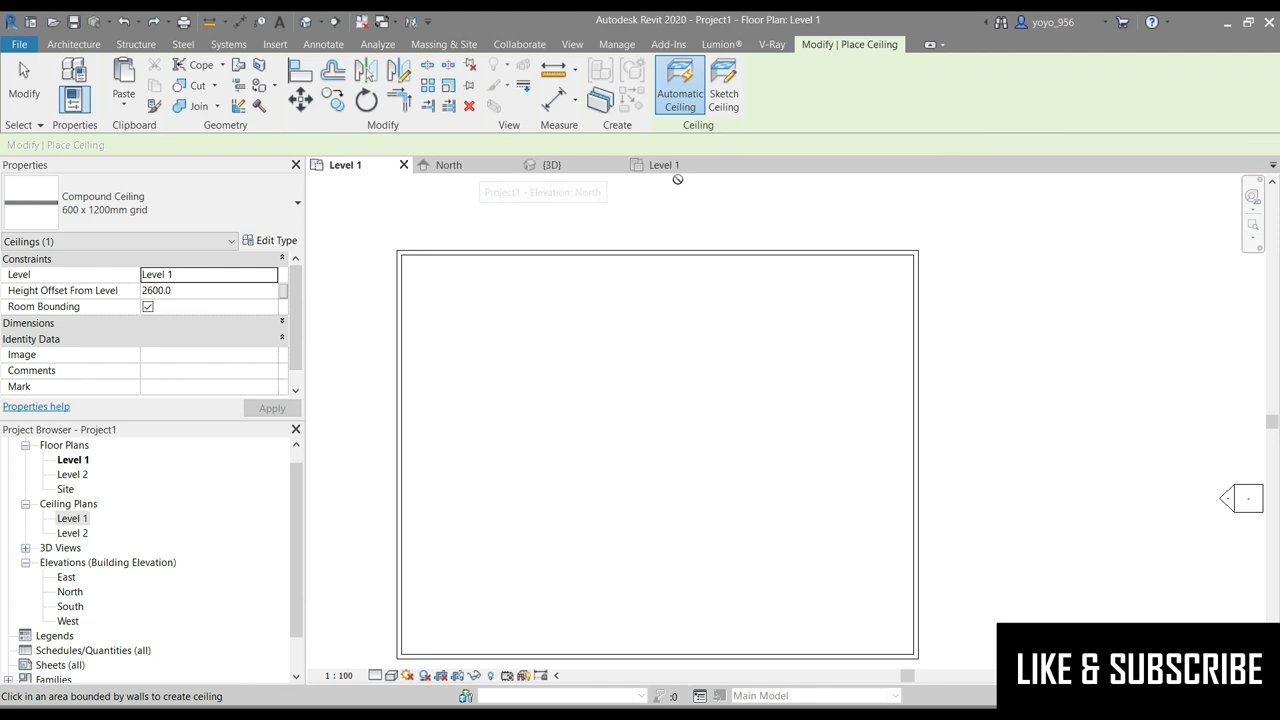 Autodesk Revit 2020 - Project1 - Floor Plan: Level 1
yoyo_956
File Architecture Structure Steel Systems Insert Annotate Analyze Massing & Site Collaborate View Manage Add-Ins Lumion® V-Ray Modify | Place Ceiling
Modify
Paste
Cope
Cut
Join
Automatic Ceiling
Sketch Ceiling
Select Properties Clipboard Geometry Modify View Measure Create Ceiling
Modify | Place Ceiling
Properties
Level 1 North {3D} Level 1
Project1 - Elevation: North
Compound Ceiling
600 x 1200mm grid
Ceilings (1) Edit Type
Constraints
Level Level 1
Height Offset From Level 2600.0
Room Bounding
Dimensions
Identity Data
Image
Comments
Mark
Properties help Apply
Project Browser - Project1
Floor Plans
Level 1
Level 2
Site
Ceiling Plans
Level 1
Level 2
3D Views
Elevations (Building Elevation)
East
North
South
West
Legends
Schedules/Quantities (all)
Sheets (all)
Families
1 : 100
Click in an area bounded by walls to create ceiling
:0 Main Model
LIKE & SUBSCRIBE